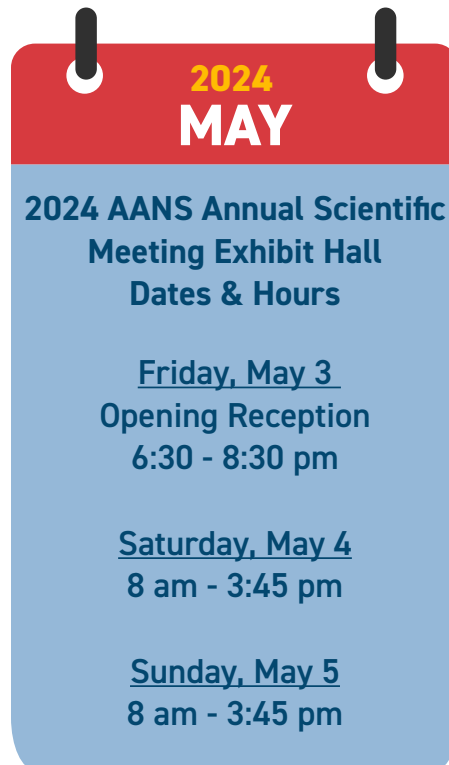 2024
MAY
2024 AANS Annual Scientific
Meeting Exhibit Hall
Dates & Hours
Friday, May 3
Opening Reception
6:30 - 8:30 pm
Saturday, May 4
8 am - 3:45 pm
Sunday, May 5
8 am - 3:45 pm